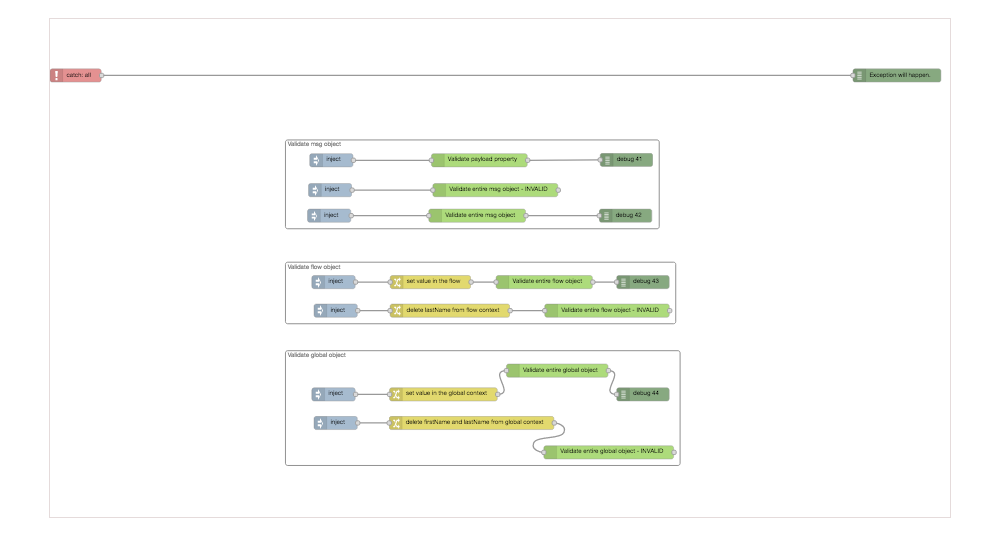 catch: all
Exception will happen.
Validate msg object
inject
Validate payload property
debug 41
inject
Validate entire msg object - INVALID
inject
Validate entire msg object
debug 42
Validate flow object
inject
set value in the flow
Validate entire flow object
debug 43
inject
delete lastName from flow context
Validate entire flow object - INVALID
Validate global object
Validate entire global object
inject
set value in the global context
debug 44
inject
delete firstName and lastName from global context
Validate entire global object - INVALID